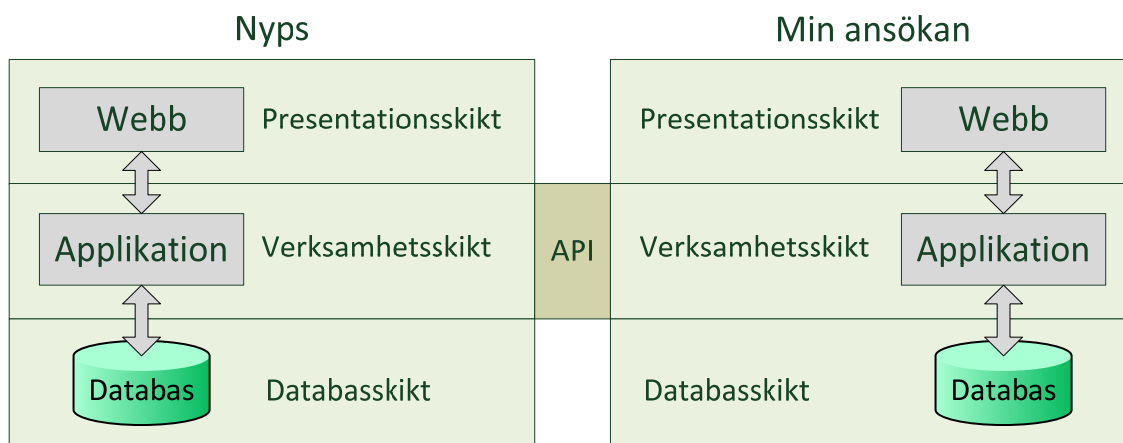 Nyps
Min ansökan
Webb
Presentationsskikt
Presentationsskikt
Webb
Applikation
Verksamhetsskikt
API
Verksamhetsskikt
Applikation
Databas
Databasskikt
Databasskikt
Databas